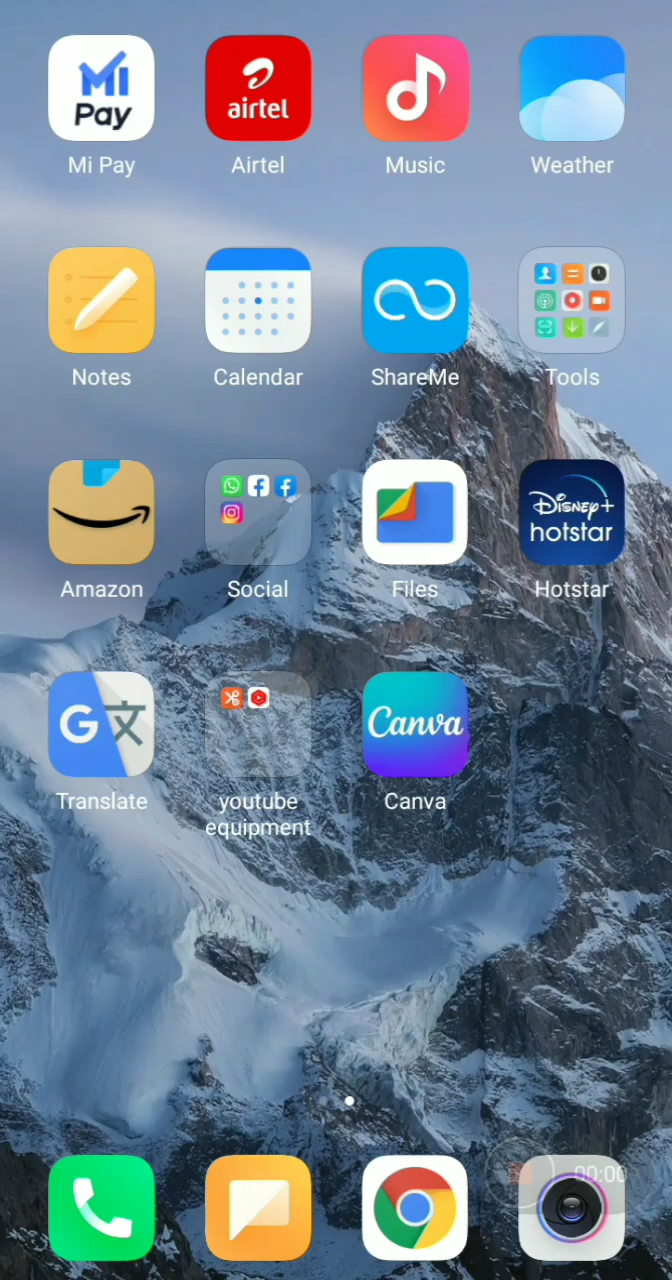 Mi
Pay
airtel
Mi Pay
Airtel
Music
Weather
Notes
Calendar
ShareMe
Tools
Disney+
hotstar
Amazon
Social
Files
Hotstar
G 文
Canva
Translate
youtube
equipment
Canva
00:00